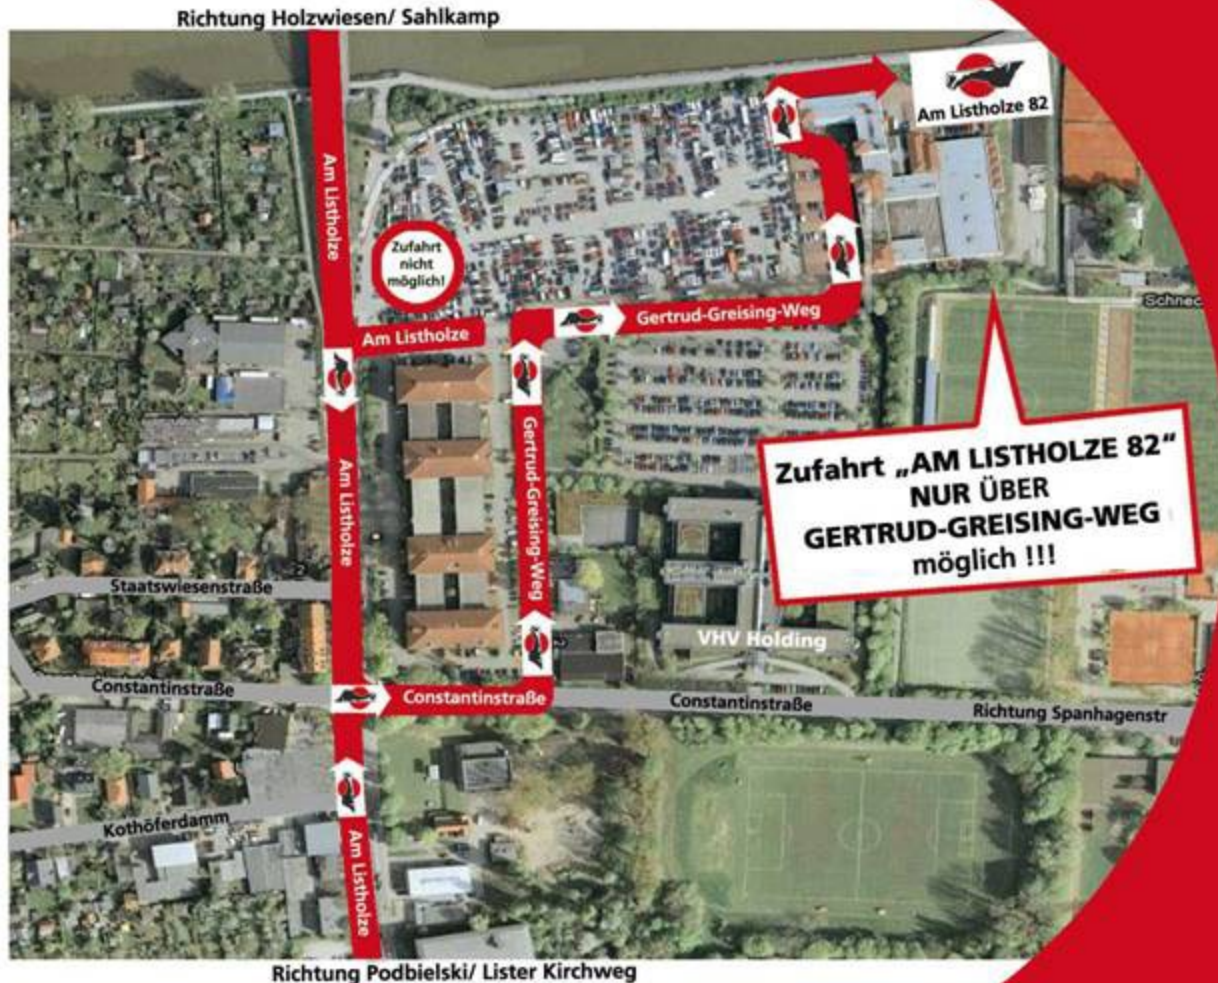 Richtung Holzwiesen/ Sahlkamp
Am Listholze 82
Am Listholze
Zufahrt
nicht
möglich!
Am Listholze
Gertrud-Greising-Weg
Schnec
Zufahrt „AM LISTHOLZE 82“
NUR ÜBER
GERTRUD-GREISING-WEG
möglich !!!
Am Listholze
Gertrud-Greising-Weg
Staatswiesenstraße
VHV Holding
Constantinstraße
Constantinstraße
Constantinstraße
Richtung Spanhagenstr
Kothöferdamm
Am Listholze
Richtung Podbielski/ Lister Kirchweg